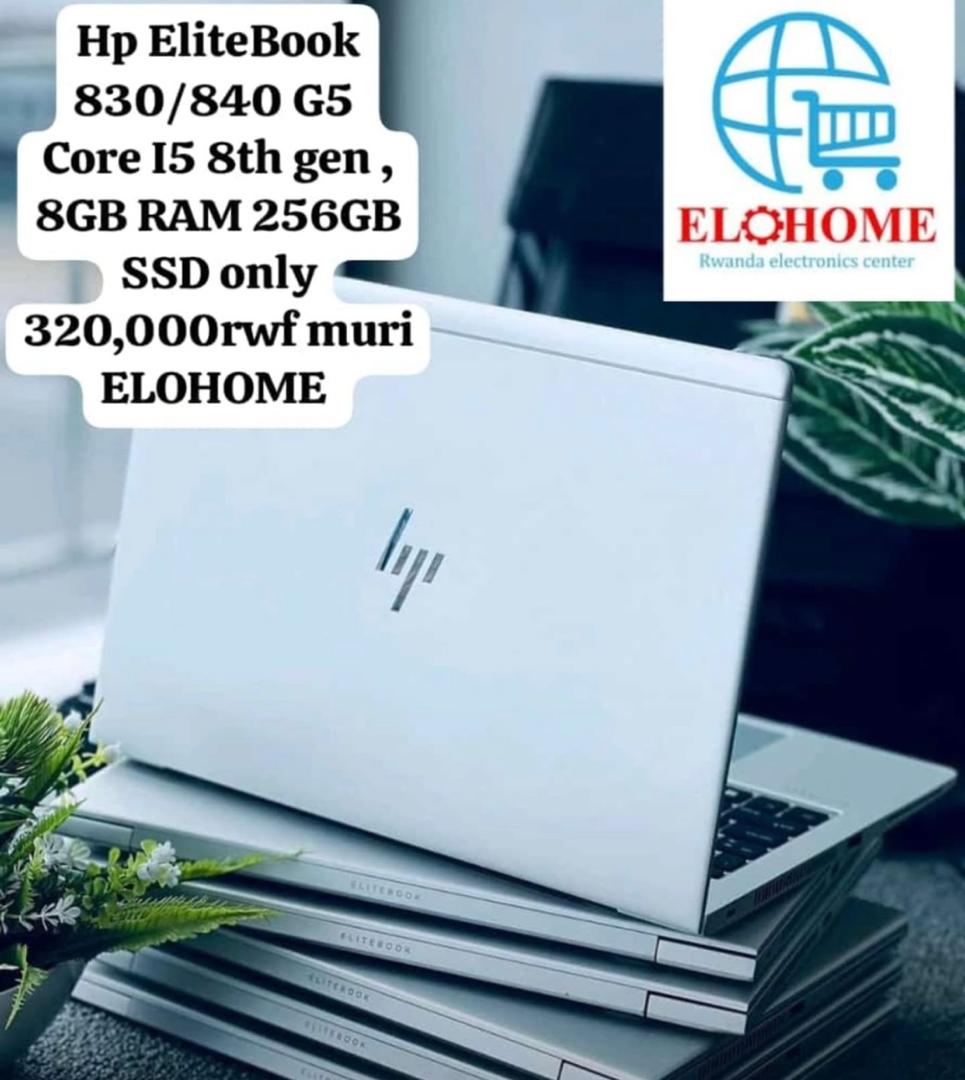 Hp EliteBook
830/840 G5
Core I5 8th gen ,
8GB RAM 256GB
SSD only
320,000rwf muri
ELOHOME
ELOHOME
Rwanda electronics center
hp
ELITEBOOK
ELITEBOOK
ELITEBOOK
ELITEBOOK